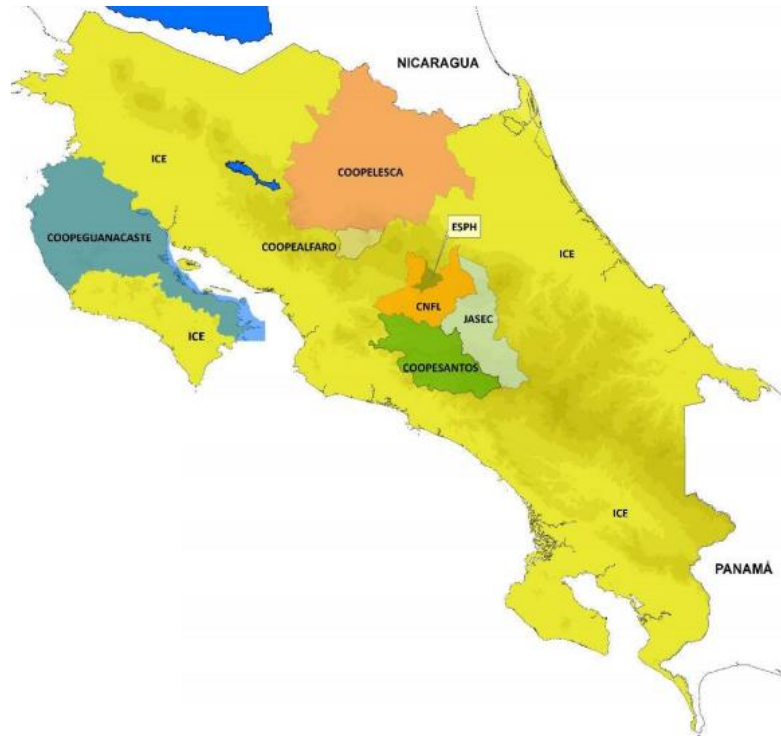 NICARAGUA
ICE
COOPELESCA
ESPH
COOPEGUANACASTE
COOPEALFARO
ICE
CNFL
JASEC
ICE
COOPESANTOS
ICE
PANAMÁ